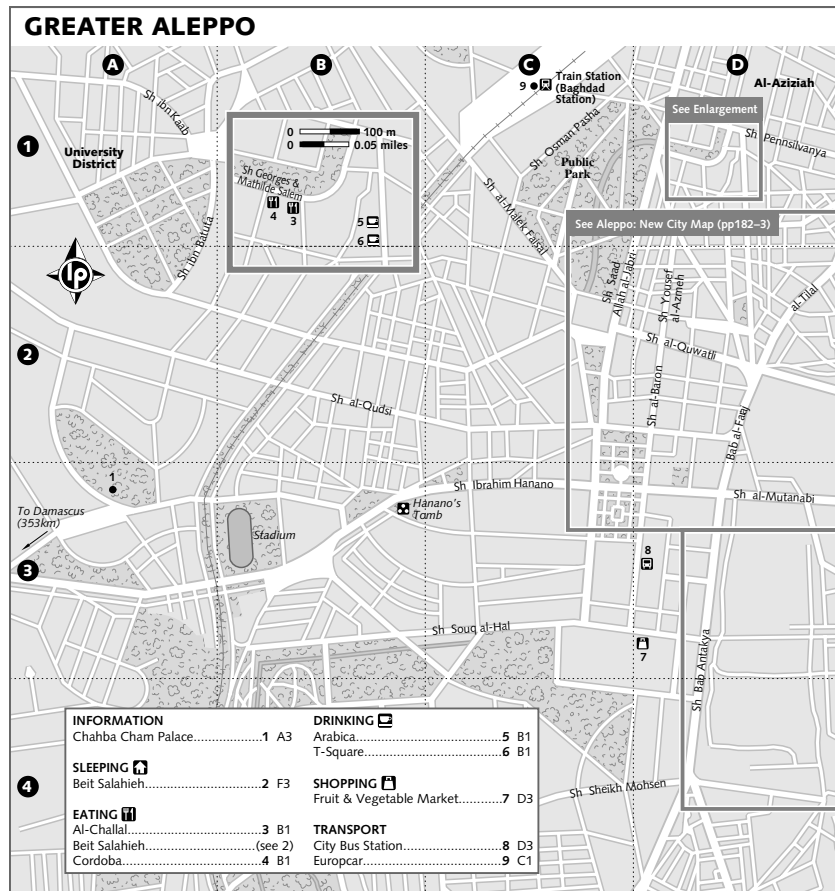 GREATER ALEPPO
A
B
C
D
1
2
3
4
Sh ibn Kaab
University
District
Sh ibn Batuta
0 100 m
0 0.05 miles
Sh Georges &
Mathilde Salem
4
3
5
6
9
Train Station
(Baghdad
Station)
Sh Osman Pasha
Public
Park
Sh al-Malek Faisal
Al-Aziziah
See Enlargement
Sh Pennsilvanya
See Aleppo: New City Map (pp182–3)
lp
Sh Saad
Allah al-Jabri
Sh Yousef
al-Azmeh
al-Tilal
Sh al-Quwatli
Sh al-Baron
Bab al-Faraj
Sh al-Qudsi
1
To Damascus
(353km)
Stadium
Hanano's
Tomb
Sh Ibrahim Hanano
Sh al-Mutanabi
8
Sh Souq al-Hal
7
Sh Bab Antakya
Sh Sheikh Mohsen
INFORMATION
Chahba Cham Palace..........................1 A3
SLEEPING
Beit Salahieh.......................................2 F3
EATING
Al-Challal............................................3 B1
Beit Salahieh..................................(see 2)
Cordoba..............................................4 B1
DRINKING
Arabica...............................................5 B1
T-Square.............................................6 B1
SHOPPING
Fruit & Vegetable Market...................7 D3
TRANSPORT
City Bus Station..................................8 D3
Europcar.............................................9 C1